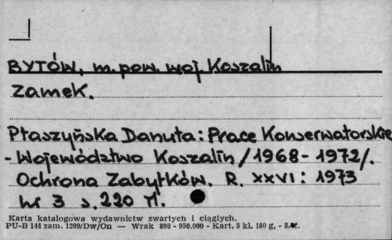 BYTÓW, m. pow. woj. Koszalin
Zamek.
Ptaszyńska Danuta: Prace Konserwatorskie
- Województwo Koszalin /1968-1972/.
Ochrona Zabytków. R. XXVI: 1973
nr 3 s. 220 il.
Karta katalogowa wydawnictw zwartych i ciągłych.
PU-B 144 zam. 1209/Dw/On — Wrak 898 - 950.000 - Kart. 5 kl. 180 g,